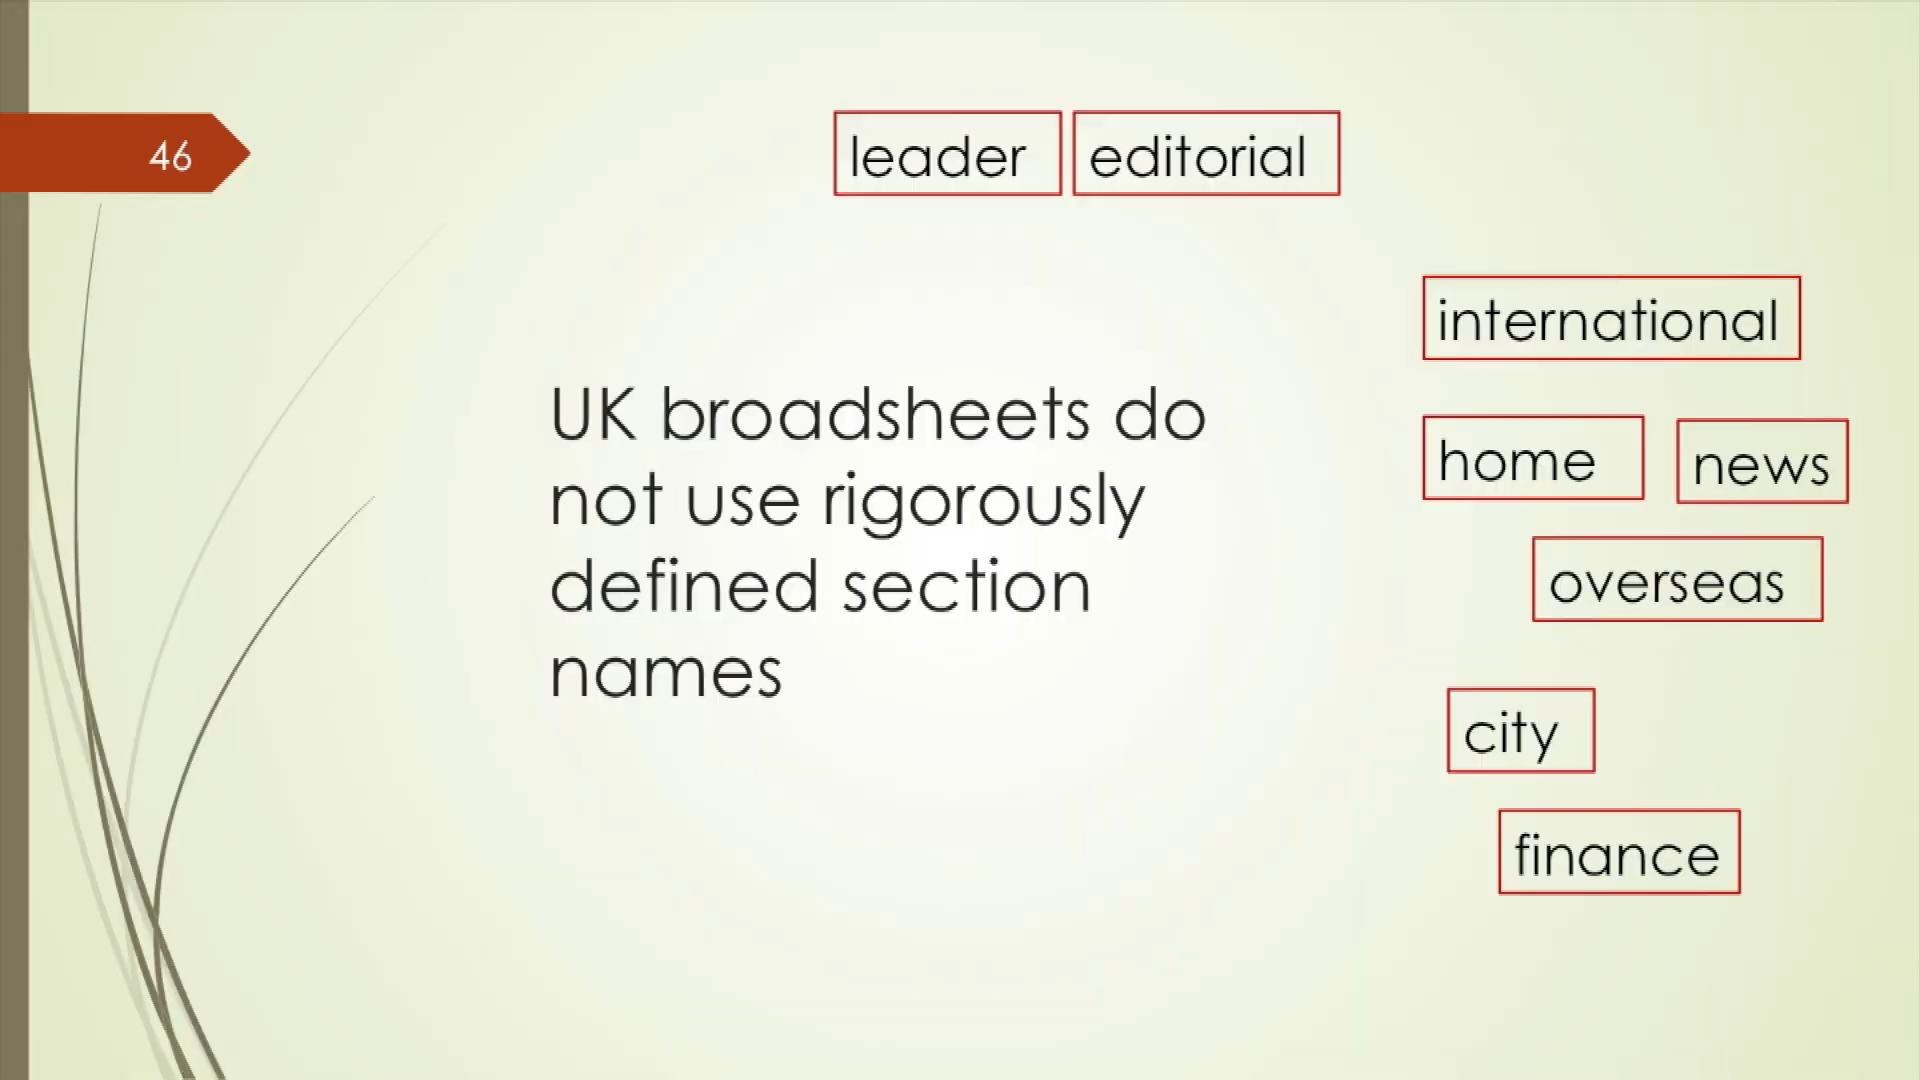 46
leader editorial
international
home news
overseas
UK broadsheets do
not use rigorously
defined section
names
city
finance